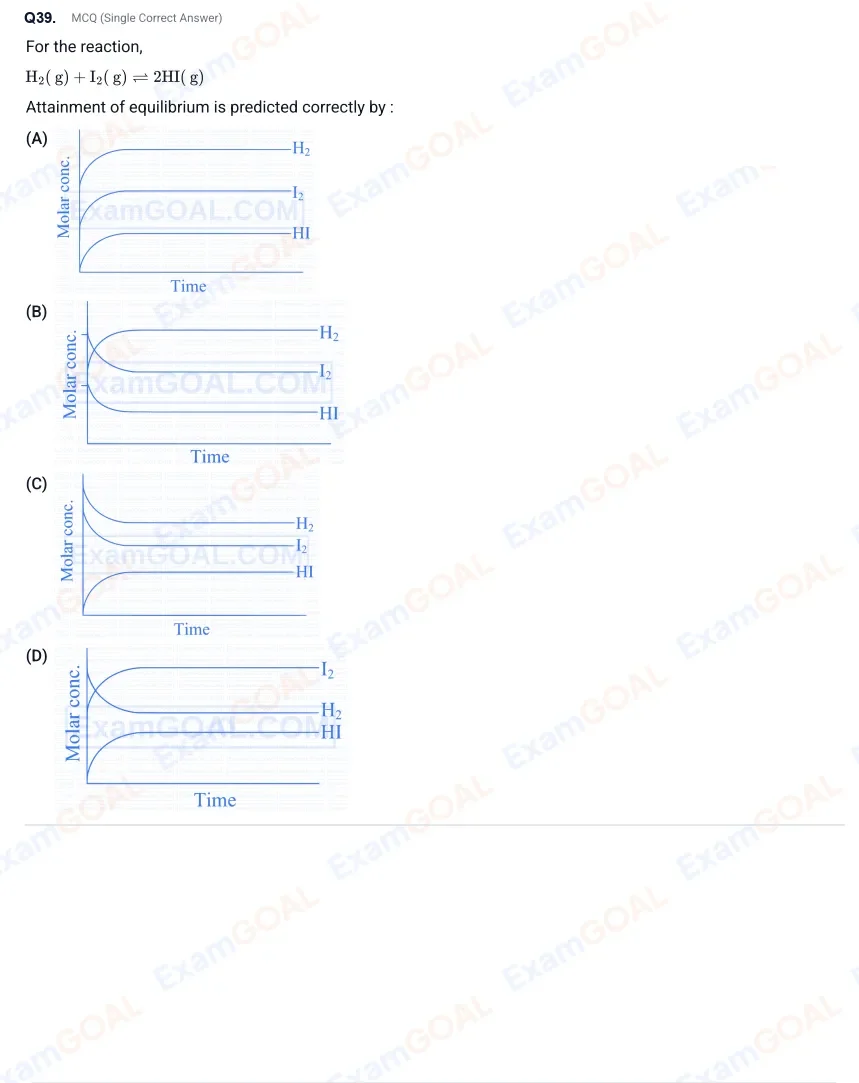 Q39. MCQ (Single Correct Answer)
For the reaction,
H₂( g) + I₂( g) ⇌ 2HI( g)
Attainment of equilibrium is predicted correctly by :
(A)
Molar conc.
H₂
I₂
HI
ExamGOAL.COM
Time
(B)
Molar conc.
H₂
I₂
HI
ExamGOAL.COM
Time
(C)
Molar conc.
H₂
I₂
HI
ExamGOAL.COM
Time
(D)
Molar conc.
I₂
H₂
HI
ExamGOAL.COM
Time
ExamGOAL